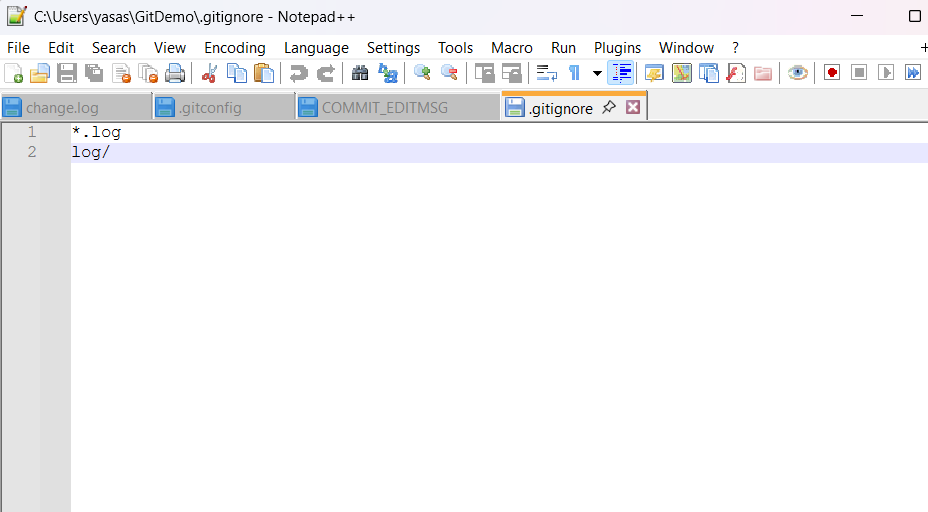 C:\Users\yasas\GitDemo\.gitignore - Notepad++
File Edit Search View Encoding Language Settings Tools Macro Run Plugins Window ? +
change.log .gitconfig COMMIT_EDITMSG .gitignore
1 *.log
2 log/